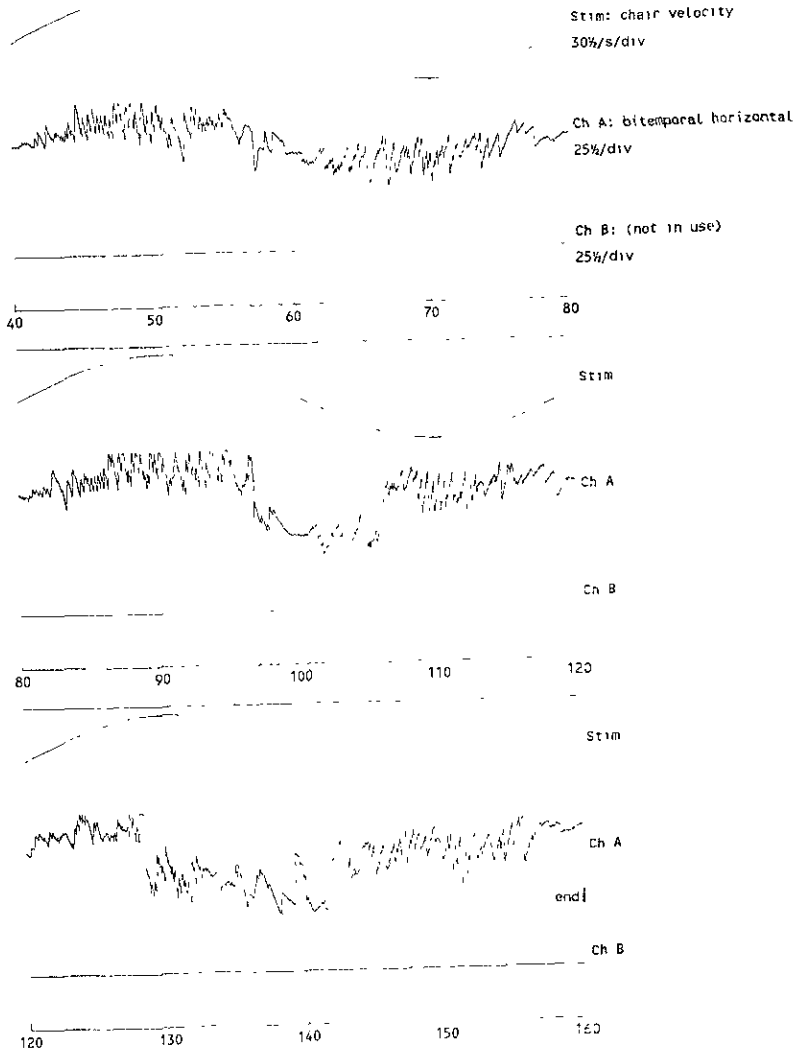 Stim: chair velocity
30½/s/div
Ch A: bitemporal horizontal
25½/div
Ch B: (not in use)
25½/div
40 50 60 70 80
Stim
Ch A
Ch B
80 90 100 110 120
Stim
Ch A
end
Ch B
120 130 140 150 160